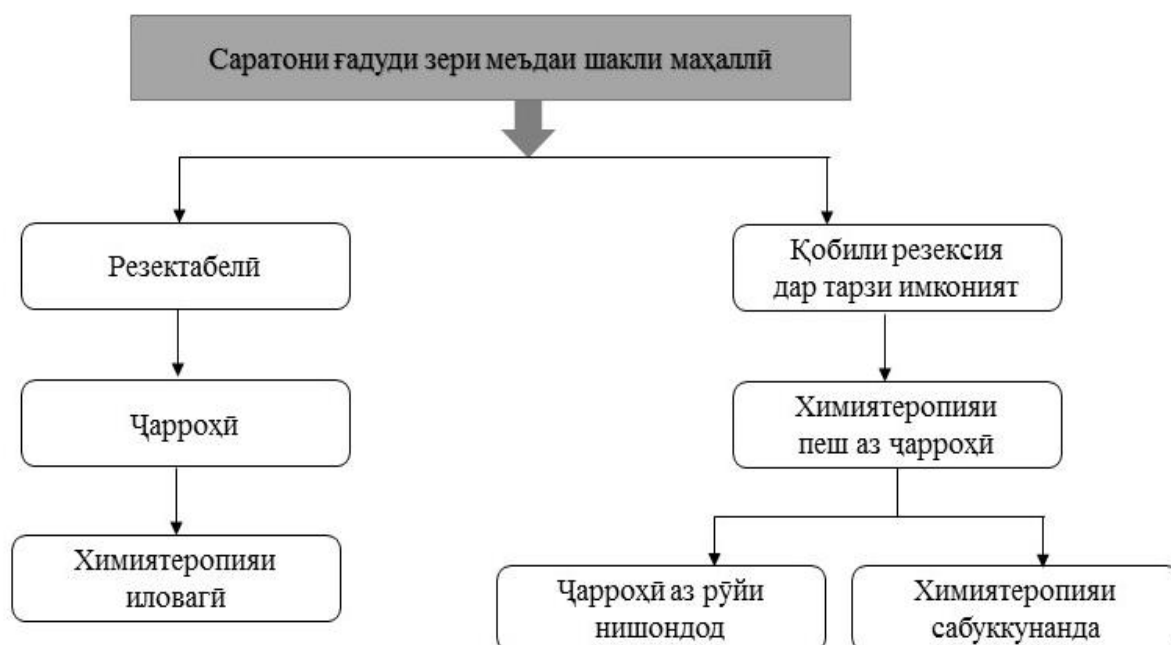 Саратони ғадуди зери меъдаи шакли маҳаллӣ
Резектабелӣ
Қобили резексия
дар тарзи имконият
Ҷарроҳӣ
Химиятеропияи
пеш аз ҷарроҳӣ
Химиятеропияи
иловагӣ
Ҷарроҳӣ аз рӯйи
нишондод
Химиятеропияи
сабуккунанда